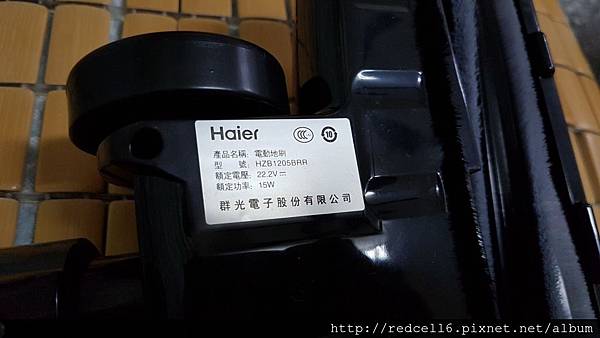 Haier
產品名稱: 電動地刷
型 號: HZB1205BRR
額定電壓: 22.2V
額定功率: 15W
群光電子股份有限公司
http://redcell6.pixnet.net/album